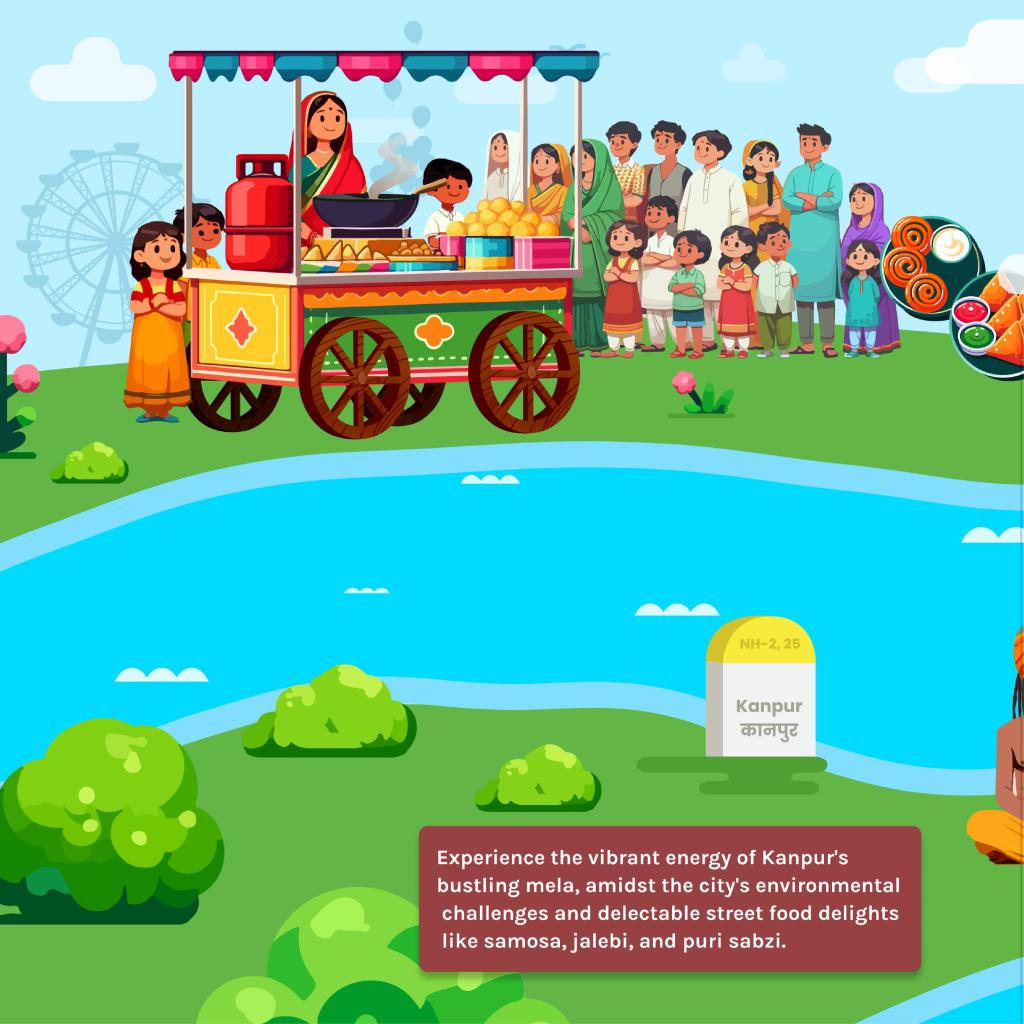 NH-2, 25
Kanpur
कानपुर
Experience the vibrant energy of Kanpur's
bustling mela, amidst the city's environmental
challenges and delectable street food delights
like samosa, jalebi, and puri sabzi.